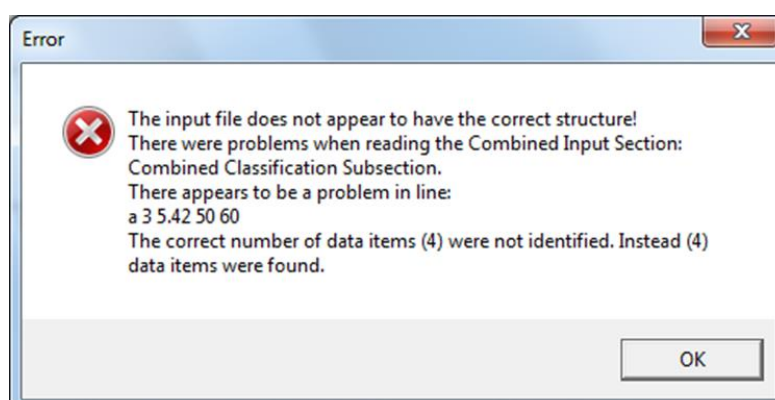 Error
The input file does not appear to have the correct structure!
There were problems when reading the Combined Input Section:
Combined Classification Subsection.
There appears to be a problem in line:
a 3 5.42 50 60
The correct number of data items (4) were not identified. Instead (4)
data items were found.
OK